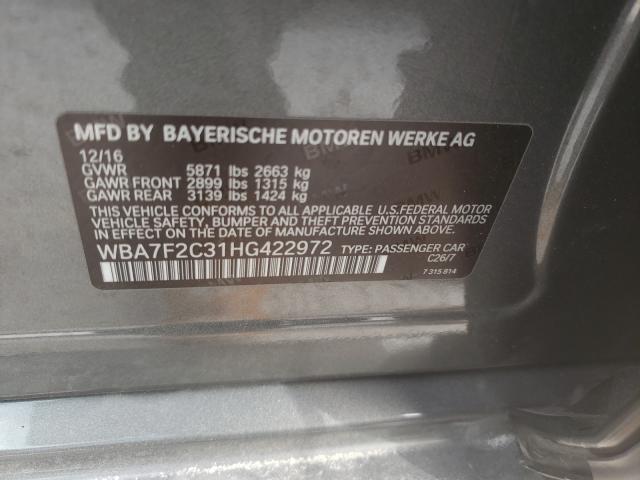 MFD BY BAYERISCHE MOTOREN WERKE AG
12/16
GVWR 5871 lbs 2663 kg
GAWR FRONT 2899 lbs 1315 kg
GAWR REAR 3139 lbs 1424 kg
THIS VEHICLE CONFORMS TO ALL APPLICABLE U.S.FEDERAL MOTOR
VEHICLE SAFETY, BUMPER AND THEFT PREVENTION STANDARDS
IN EFFECT ON THE DATE OF MANUFACTURE SHOWN ABOVE.
WBA7F2C31HG422972 TYPE: PASSENGER CAR
C26/7
7 315 814